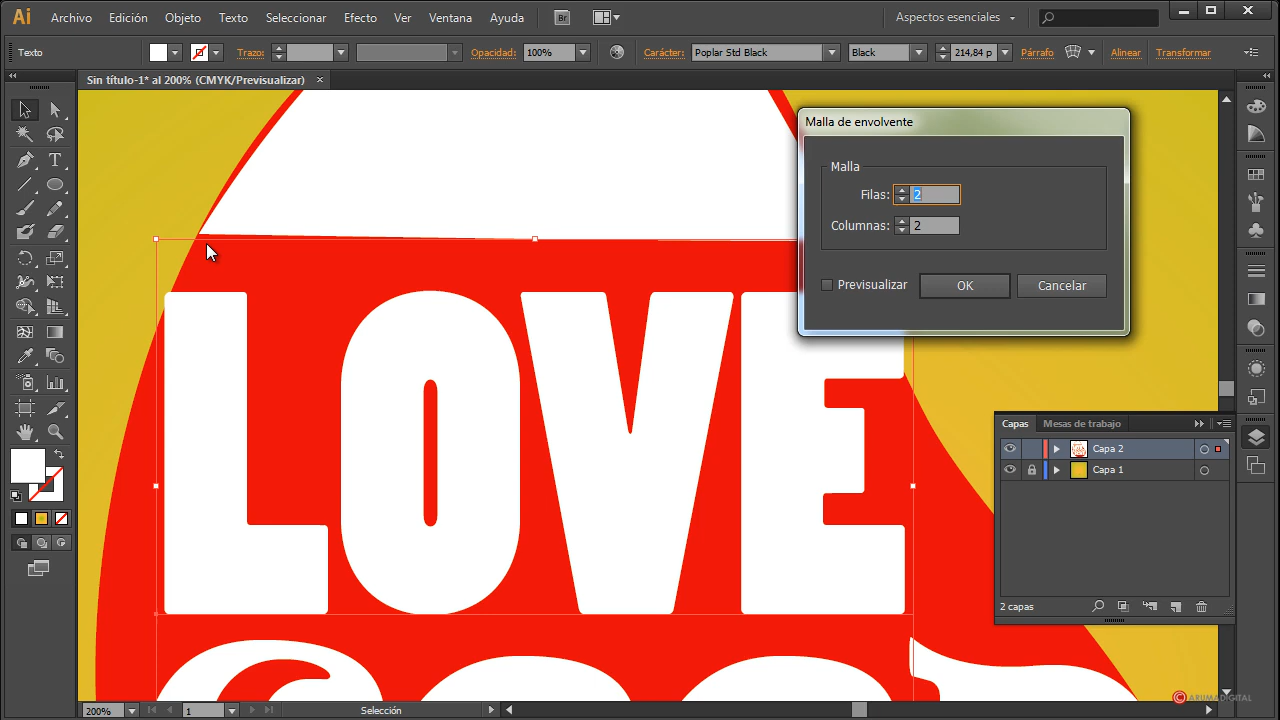 Ai Archivo Edición Objeto Texto Seleccionar Efecto Ver Ventana Ayuda Br Aspectos esenciales
Texto Trazo: Opacidad: 100% Carácter: Poplar Std Black Black 214,84 p Párrafo Alinear Transformar
Sin título-1* al 200% (CMYK/Previsualizar) ×
Malla de envolvente
Malla
Filas: 2
Columnas: 2
Previsualizar OK Cancelar
LOVE
Capas Mesas de trabajo
Capa 2
Capa 1
2 capas
200% 1 Selección
ARUMADIGITAL